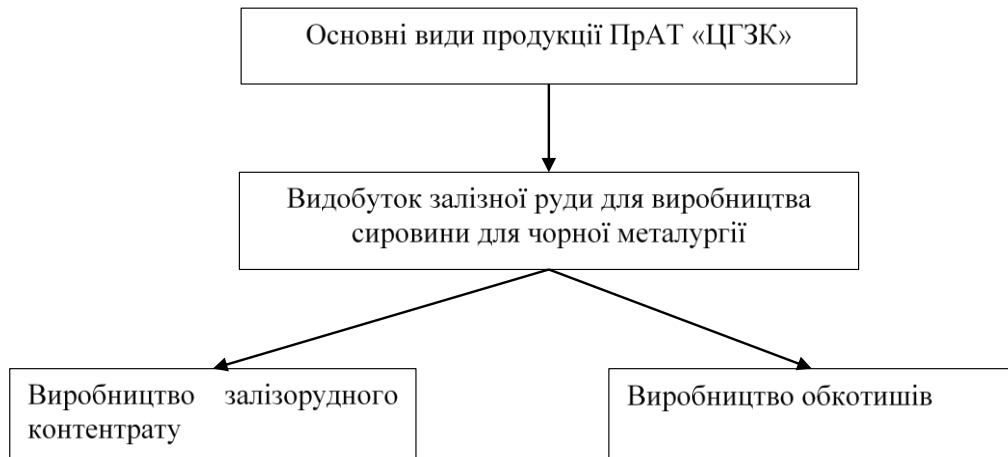 Основні види продукції ПрАТ «ЦГЗК»
Видобуток залізної руди для виробництва
сировини для чорної металургії
Виробництво залізорудного
контентрату
Виробництво обкотишів